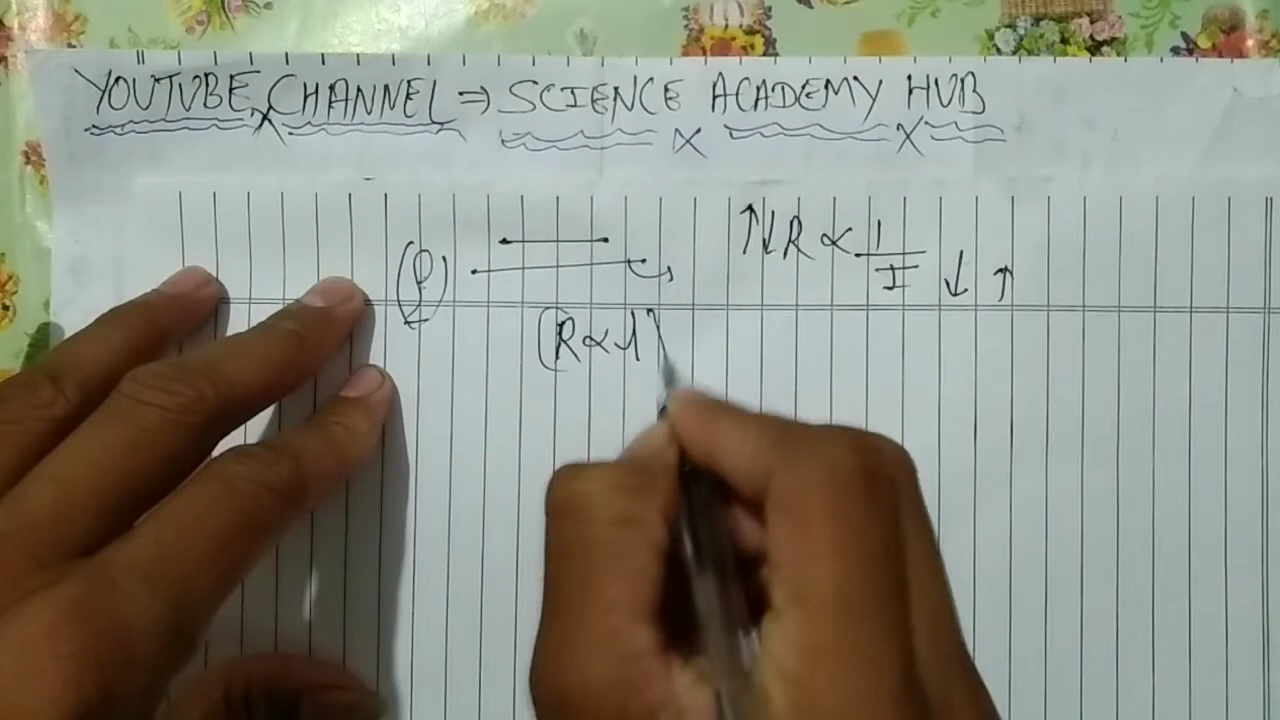 YOUTUBE CHANNEL ⇒ SCIENCE ACADEMY HUB
↑↓ R ∝ 1/I ↓ ↑
(l)
(R ∝ l)